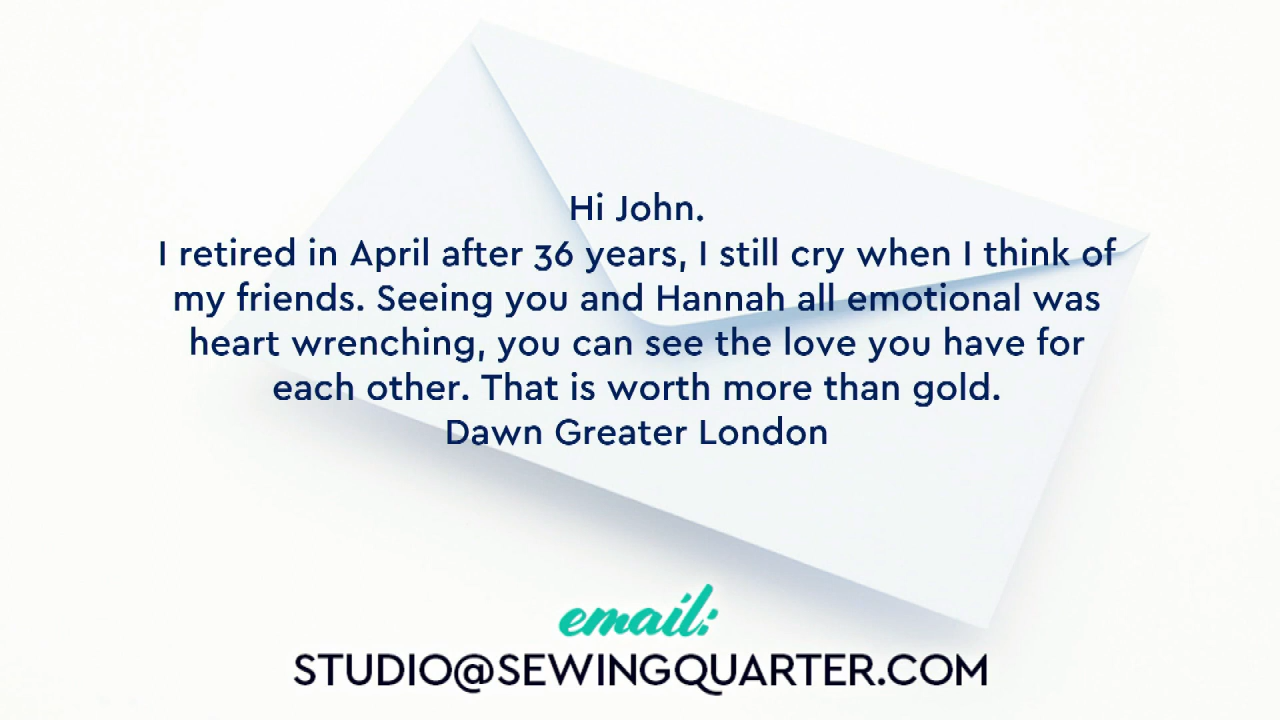 Hi John.
I retired in April after 36 years, I still cry when I think of
my friends. Seeing you and Hannah all emotional was
heart wrenching, you can see the love you have for
each other. That is worth more than gold.
Dawn Greater London
email:
STUDIO@SEWINGQUARTER.COM